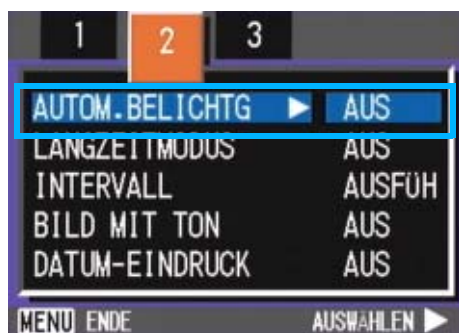 1 2 3
AUTOM.BELICHTG ▶ AUS
LANGZEITMODUS AUS
INTERVALL AUSFÜH
BILD MIT TON AUS
DATUM-EINDRUCK AUS
MENU ENDE AUSWÄHLEN ▶